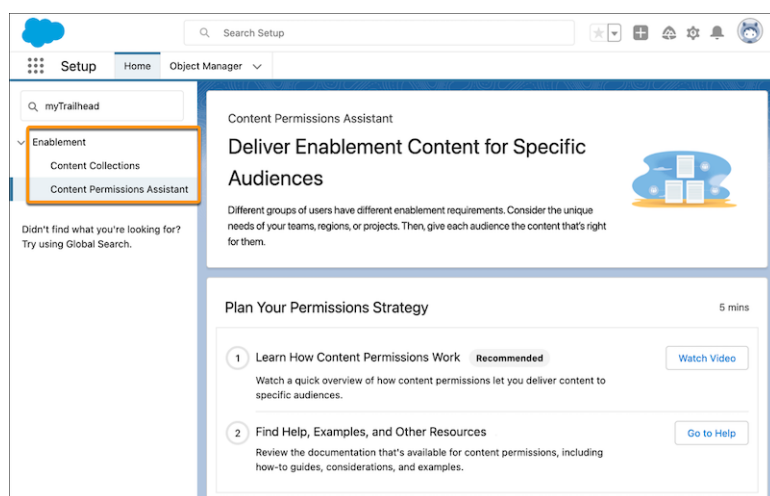 Search Setup
Setup
Home
Object Manager
myTrailhead
Enablement
Content Collections
Content Permissions Assistant
Didn't find what you're looking for?
Try using Global Search.
Content Permissions Assistant
Deliver Enablement Content for Specific
Audiences
Different groups of users have different enablement requirements. Consider the unique
needs of your teams, regions, or projects. Then, give each audience the content that's right
for them.
Plan Your Permissions Strategy
5 mins
1
Learn How Content Permissions Work
Recommended
Watch Video
Watch a quick overview of how content permissions let you deliver content to
specific audiences.
2
Find Help, Examples, and Other Resources
Go to Help
Review the documentation that's available for content permissions, including
how-to guides, considerations, and examples.